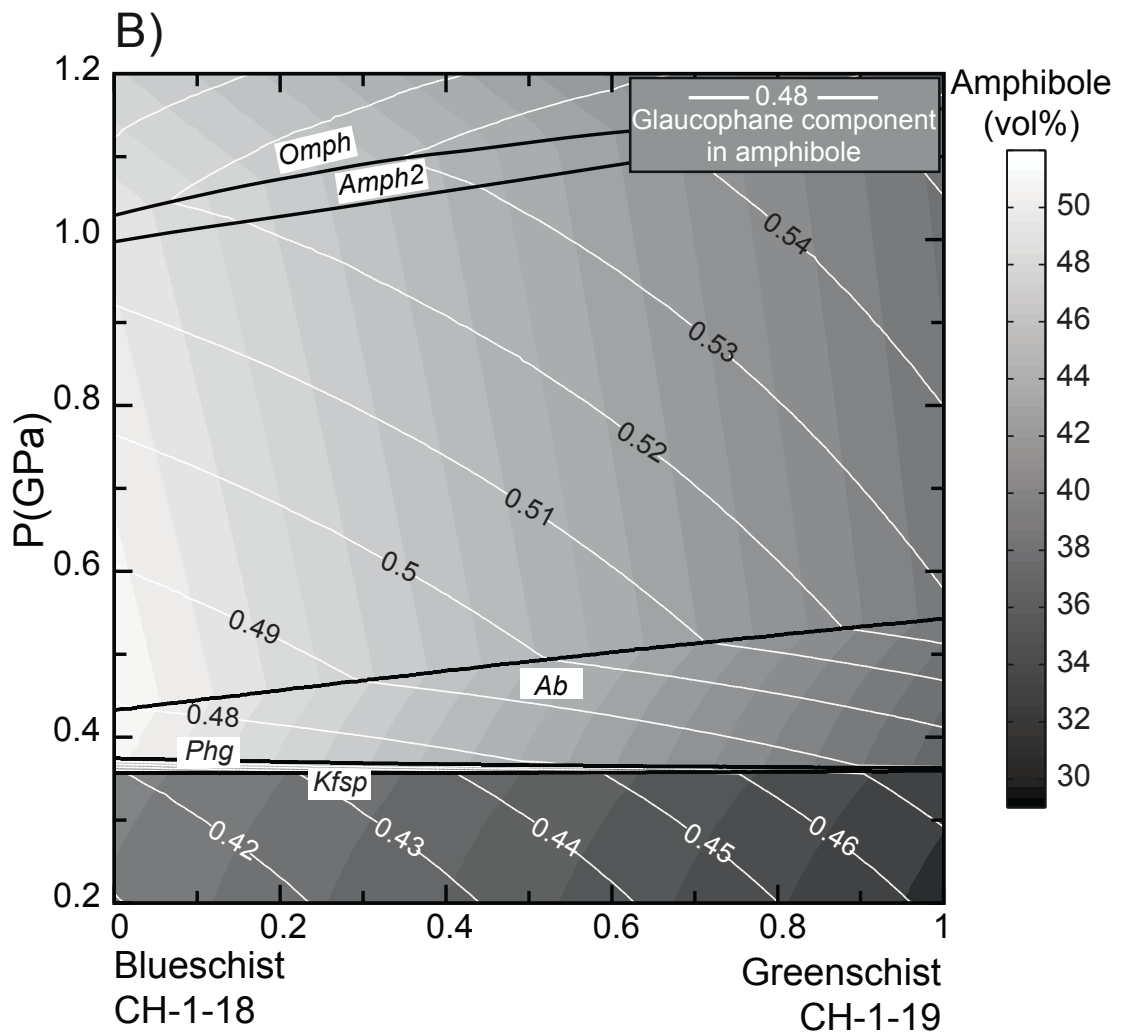 B)
1.2
1.0
0.8
0.6
0.4
0.2
P(GPa)
0.48
Glaucophane component
in amphibole
Omph
Amph2
0.54
0.53
0.52
0.51
0.5
0.49
0.48
Ab
Phg
Kfsp
0.42
0.43
0.44
0.45
0.46
0
0.2
0.4
0.6
0.8
1
Blueschist
CH-1-18
Greenschist
CH-1-19
Amphibole
(vol%)
50
48
46
44
42
40
38
36
34
32
30